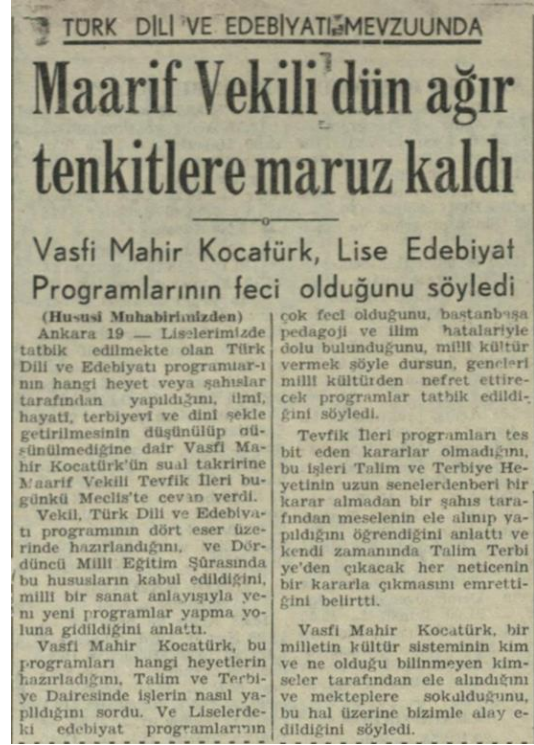 TÜRK DİLİ VE EDEBİYATI MEVZUUNDA
Maarif Vekili dün ağır
tenkitlere maruz kaldı
Vasfi Mahir Kocatürk, Lise Edebiyat
Programlarının feci olduğunu söyledi
(Hususi Muhabirimizden)
Ankara 19 — Liselerimizde
tatbik edilmekte olan Türk
Dili ve Edebiyatı programlar-ı
nın hangi heyet veya şahıslar
tarafından yapıldığını, ilmî,
hayatî, terbiyevî ve dinî şekle
getirilmesinin düşünülüp dü-
şünülmediğine dair Vasfi Ma-
hir Kocatürk'ün sual takririne
Maarif Vekili Tevfik İleri bu-
günkü Meclis'te cevap verdi.
Vekil, Türk Dili ve Edebiya-
tı programının dört eser üze-
rinde hazırlandığını, ve Dör-
düncü Milli Eğitim Şûrasında
bu hususların kabul edildiğini,
milli bir sanat anlayışıyla ye-
ni yeni programlar yapma yo-
luna gidildiğini anlattı.
Vasfi Mahir Kocatürk, bu
programları hangi heyetlerin
hazırladığını, Talim ve Terbi-
ye Dairesinde işlerin nasıl ya-
pıldığını sordu. Ve Liselerde-
ki edebiyat programlarının
çok feci olduğunu, baştanbaşa
pedagoji ve ilim hatalariyle
dolu bulunduğunu, milli kültür
vermek şöyle dursun, gençleri
milli kültürden nefret ettire-
cek programlar tatbik edildi-
ğini söyledi.
Tevfik İleri programları tes
bit eden kararlar olmadığını,
bu işleri Talim ve Terbiye He-
yetinin uzun senelerdenberi bir
karar almadan bir şahıs tara-
fından meselenin ele alınıp ya-
pıldığını öğrendiğini anlattı ve
kendi zamanında Talim Terbi
ye'den çıkacak her neticenin
bir kararla çıkmasını emretti-
ğini belirtti.
Vasfi Mahir Kocatürk, bir
milletin kültür sisteminin kim
ve ne olduğu bilinmeyen kim-
seler tarafından ele alındığını
ve mekteplere sokulduğunu,
bu hal üzerine bizimle alay e-
dildiğini söyledi.